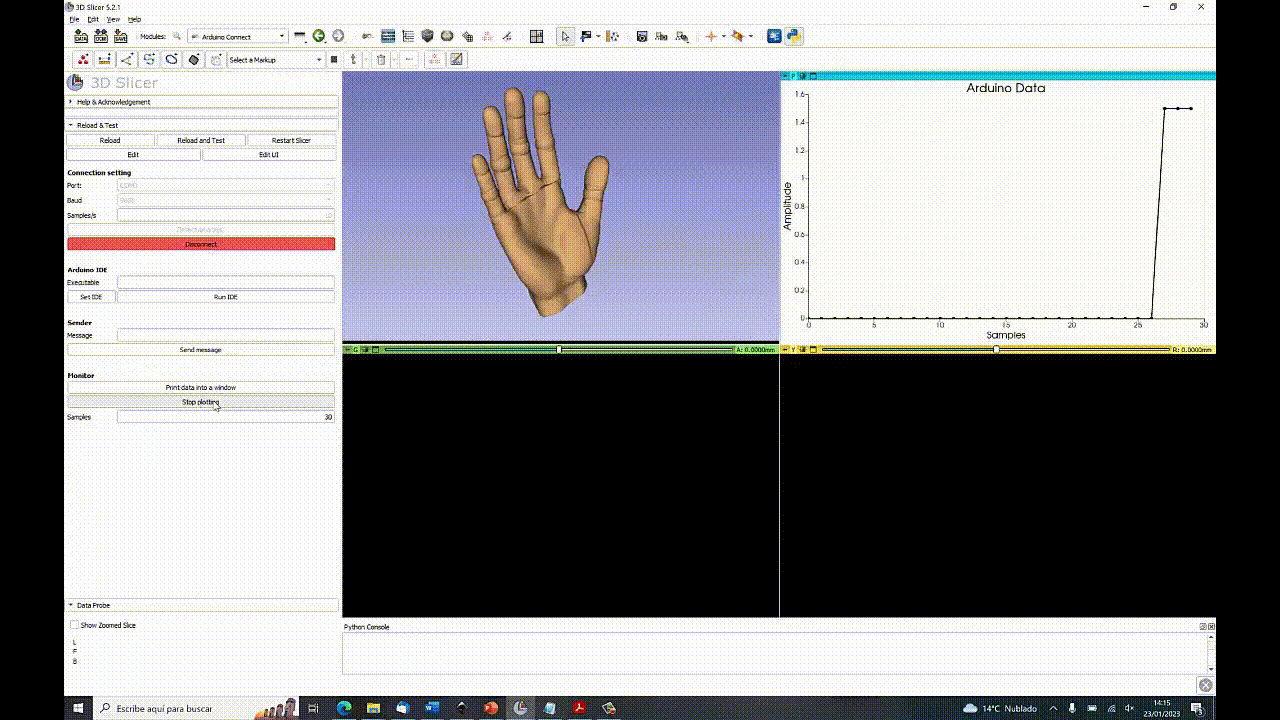 3D Slicer 5.2.1
File Edit View Help
DATA DCM SAVE Modules: Arduino Connect
Select a Markup
3D Slicer
Help & Acknowledgement
Reload & Test
Reload Reload and Test Restart Slicer
Edit Edit UI
Connection setting
Port:
Baud 9600
Samples/s 10
Disconnect
Arduino IDE
Executable
Set IDE Run IDE
Sender
Message
Send message
Monitor
Print data into a window
Stop plotting
Samples 30
Data Probe
Show Zoomed Slice
L
F
B
P
Arduino Data
1.6
1.4
1.2
1
0.8
0.6
0.4
0.2
0
Amplitude
0 5 10 15 20 25 30
Samples
G A: 0.0000mm
Y R: 0.0000mm
Python Console
Escribe aquí para buscar
14°C Nublado
14:15
23/01/2023